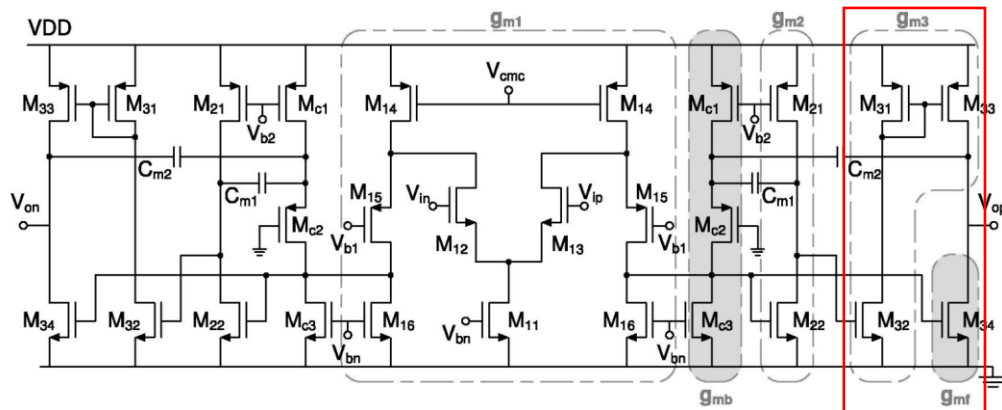 gm1 gm2 gm3
VDD
M33 M31 M21 Mc1 M14 Vcmc M14 Mc1 M21 M31 M33
Vb2 Vb2
Cm2 Cm1 M15 Vin Vip M15 Cm1 Cm2
Von Mc2 Vb1 M12 M13 Vb1 Mc2 Vop
M34 M32 M22 Mc3 M16 Vbn M11 M16 Mc3 M22 M32 M34
Vbn Vbn
gmb gmf